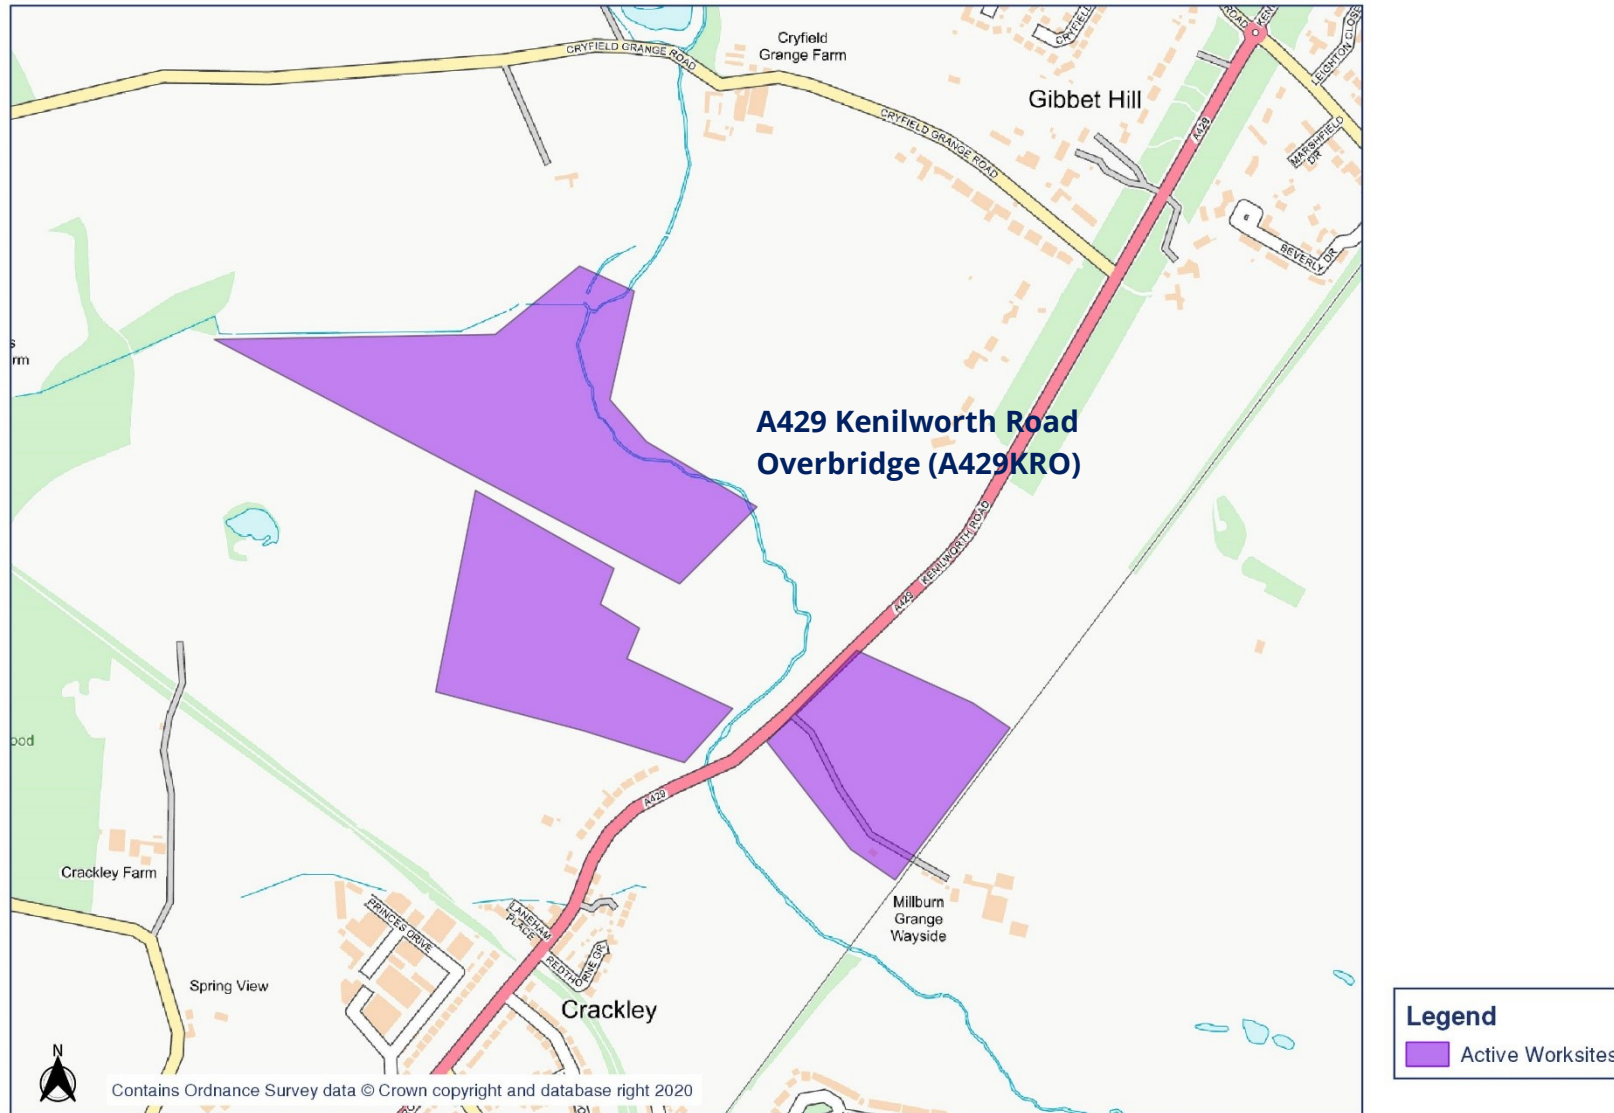 CRYFIELD GRANGE ROAD
Cryfield
Grange Farm
CRYFIELD
ROAD
LEIGHTON CLOSE
Gibbet Hill
A429
CRYFIELD GRANGE ROAD
MARSHFIELD
DR
BEVERLY DR
A429 Kenilworth Road
Overbridge (A429KRO)
KENILWORTH ROAD
A429
A429
Crackley Farm
PRINCES DRIVE
LANEHAM
PLACE
REDTHORNE GR
Millburn
Grange
Wayside
Spring View
Crackley
N
Contains Ordnance Survey data © Crown copyright and database right 2020
Legend
Active Worksites